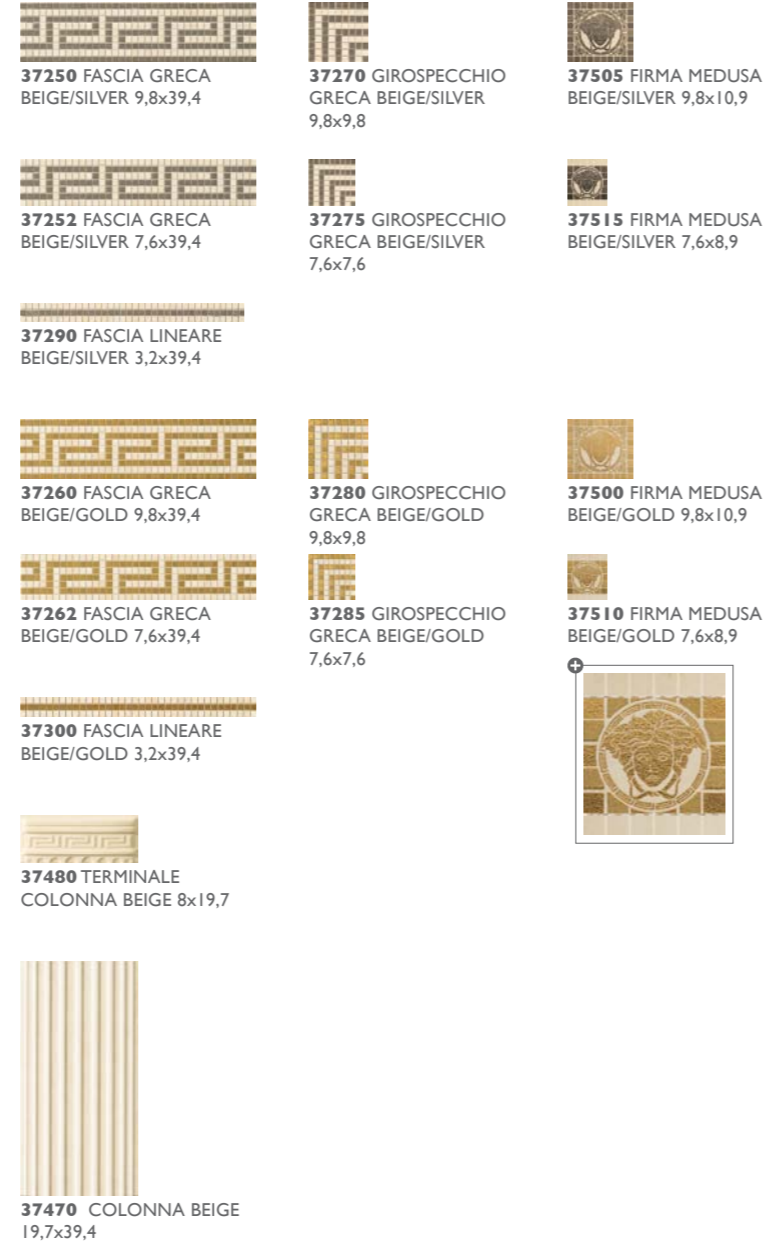 37250 FASCIA GRECA
BEIGE/SILVER 9,8x39,4
37270 GIROSPECCHIO
GRECA BEIGE/SILVER
9,8x9,8
37505 FIRMA MEDUSA
BEIGE/SILVER 9,8x10,9
37252 FASCIA GRECA
BEIGE/SILVER 7,6x39,4
37275 GIROSPECCHIO
GRECA BEIGE/SILVER
7,6x7,6
37515 FIRMA MEDUSA
BEIGE/SILVER 7,6x8,9
37290 FASCIA LINEARE
BEIGE/SILVER 3,2x39,4
37260 FASCIA GRECA
BEIGE/GOLD 9,8x39,4
37280 GIROSPECCHIO
GRECA BEIGE/GOLD
9,8x9,8
37500 FIRMA MEDUSA
BEIGE/GOLD 9,8x10,9
37262 FASCIA GRECA
BEIGE/GOLD 7,6x39,4
37285 GIROSPECCHIO
GRECA BEIGE/GOLD
7,6x7,6
37510 FIRMA MEDUSA
BEIGE/GOLD 7,6x8,9
37300 FASCIA LINEARE
BEIGE/GOLD 3,2x39,4
37480 TERMINALE
COLONNA BEIGE 8x19,7
37470 COLONNA BEIGE
19,7x39,4